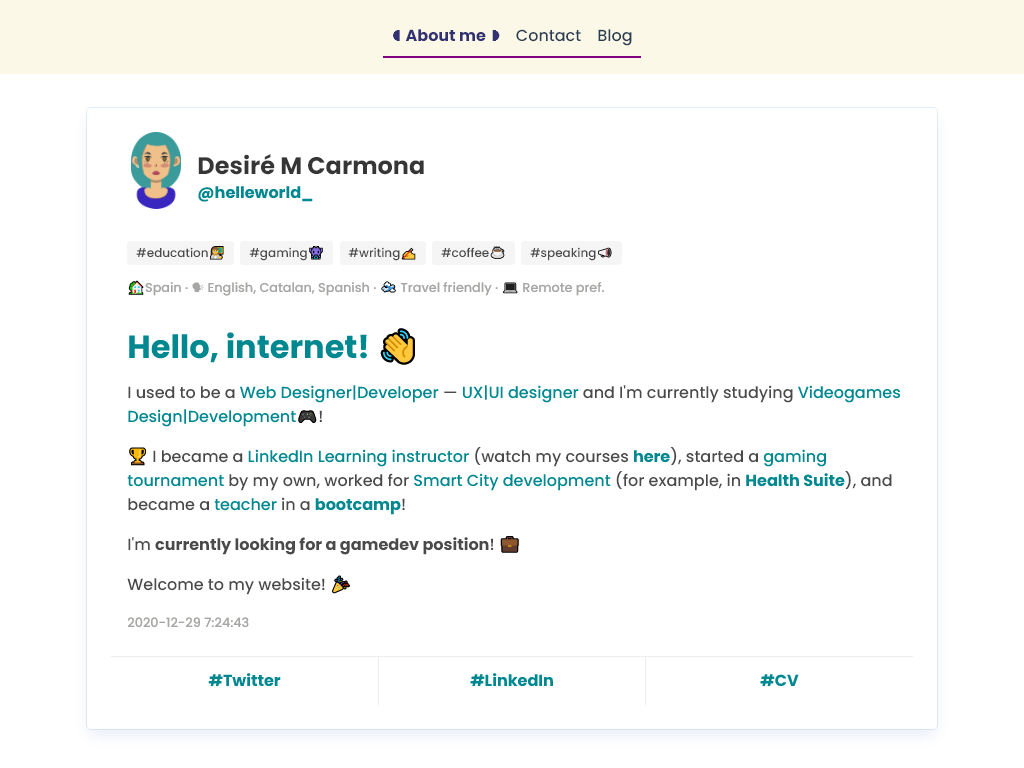 About me Contact Blog
Desiré M Carmona
@helleworld_
#education👩‍🏫 #gaming👾 #writing✍️ #coffee☕ #speaking📢
🏡Spain · 🗣 English, Catalan, Spanish · 🛩 Travel friendly · 💻 Remote pref.
Hello, internet! 👋
I used to be a Web Designer|Developer — UX|UI designer and I'm currently studying Videogames
Design|Development🎮!
🏆 I became a LinkedIn Learning instructor (watch my courses here), started a gaming
tournament by my own, worked for Smart City development (for example, in Health Suite), and
became a teacher in a bootcamp!
I'm currently looking for a gamedev position! 💼
Welcome to my website! 🎉
2020-12-29 7:24:43
#Twitter #LinkedIn #CV